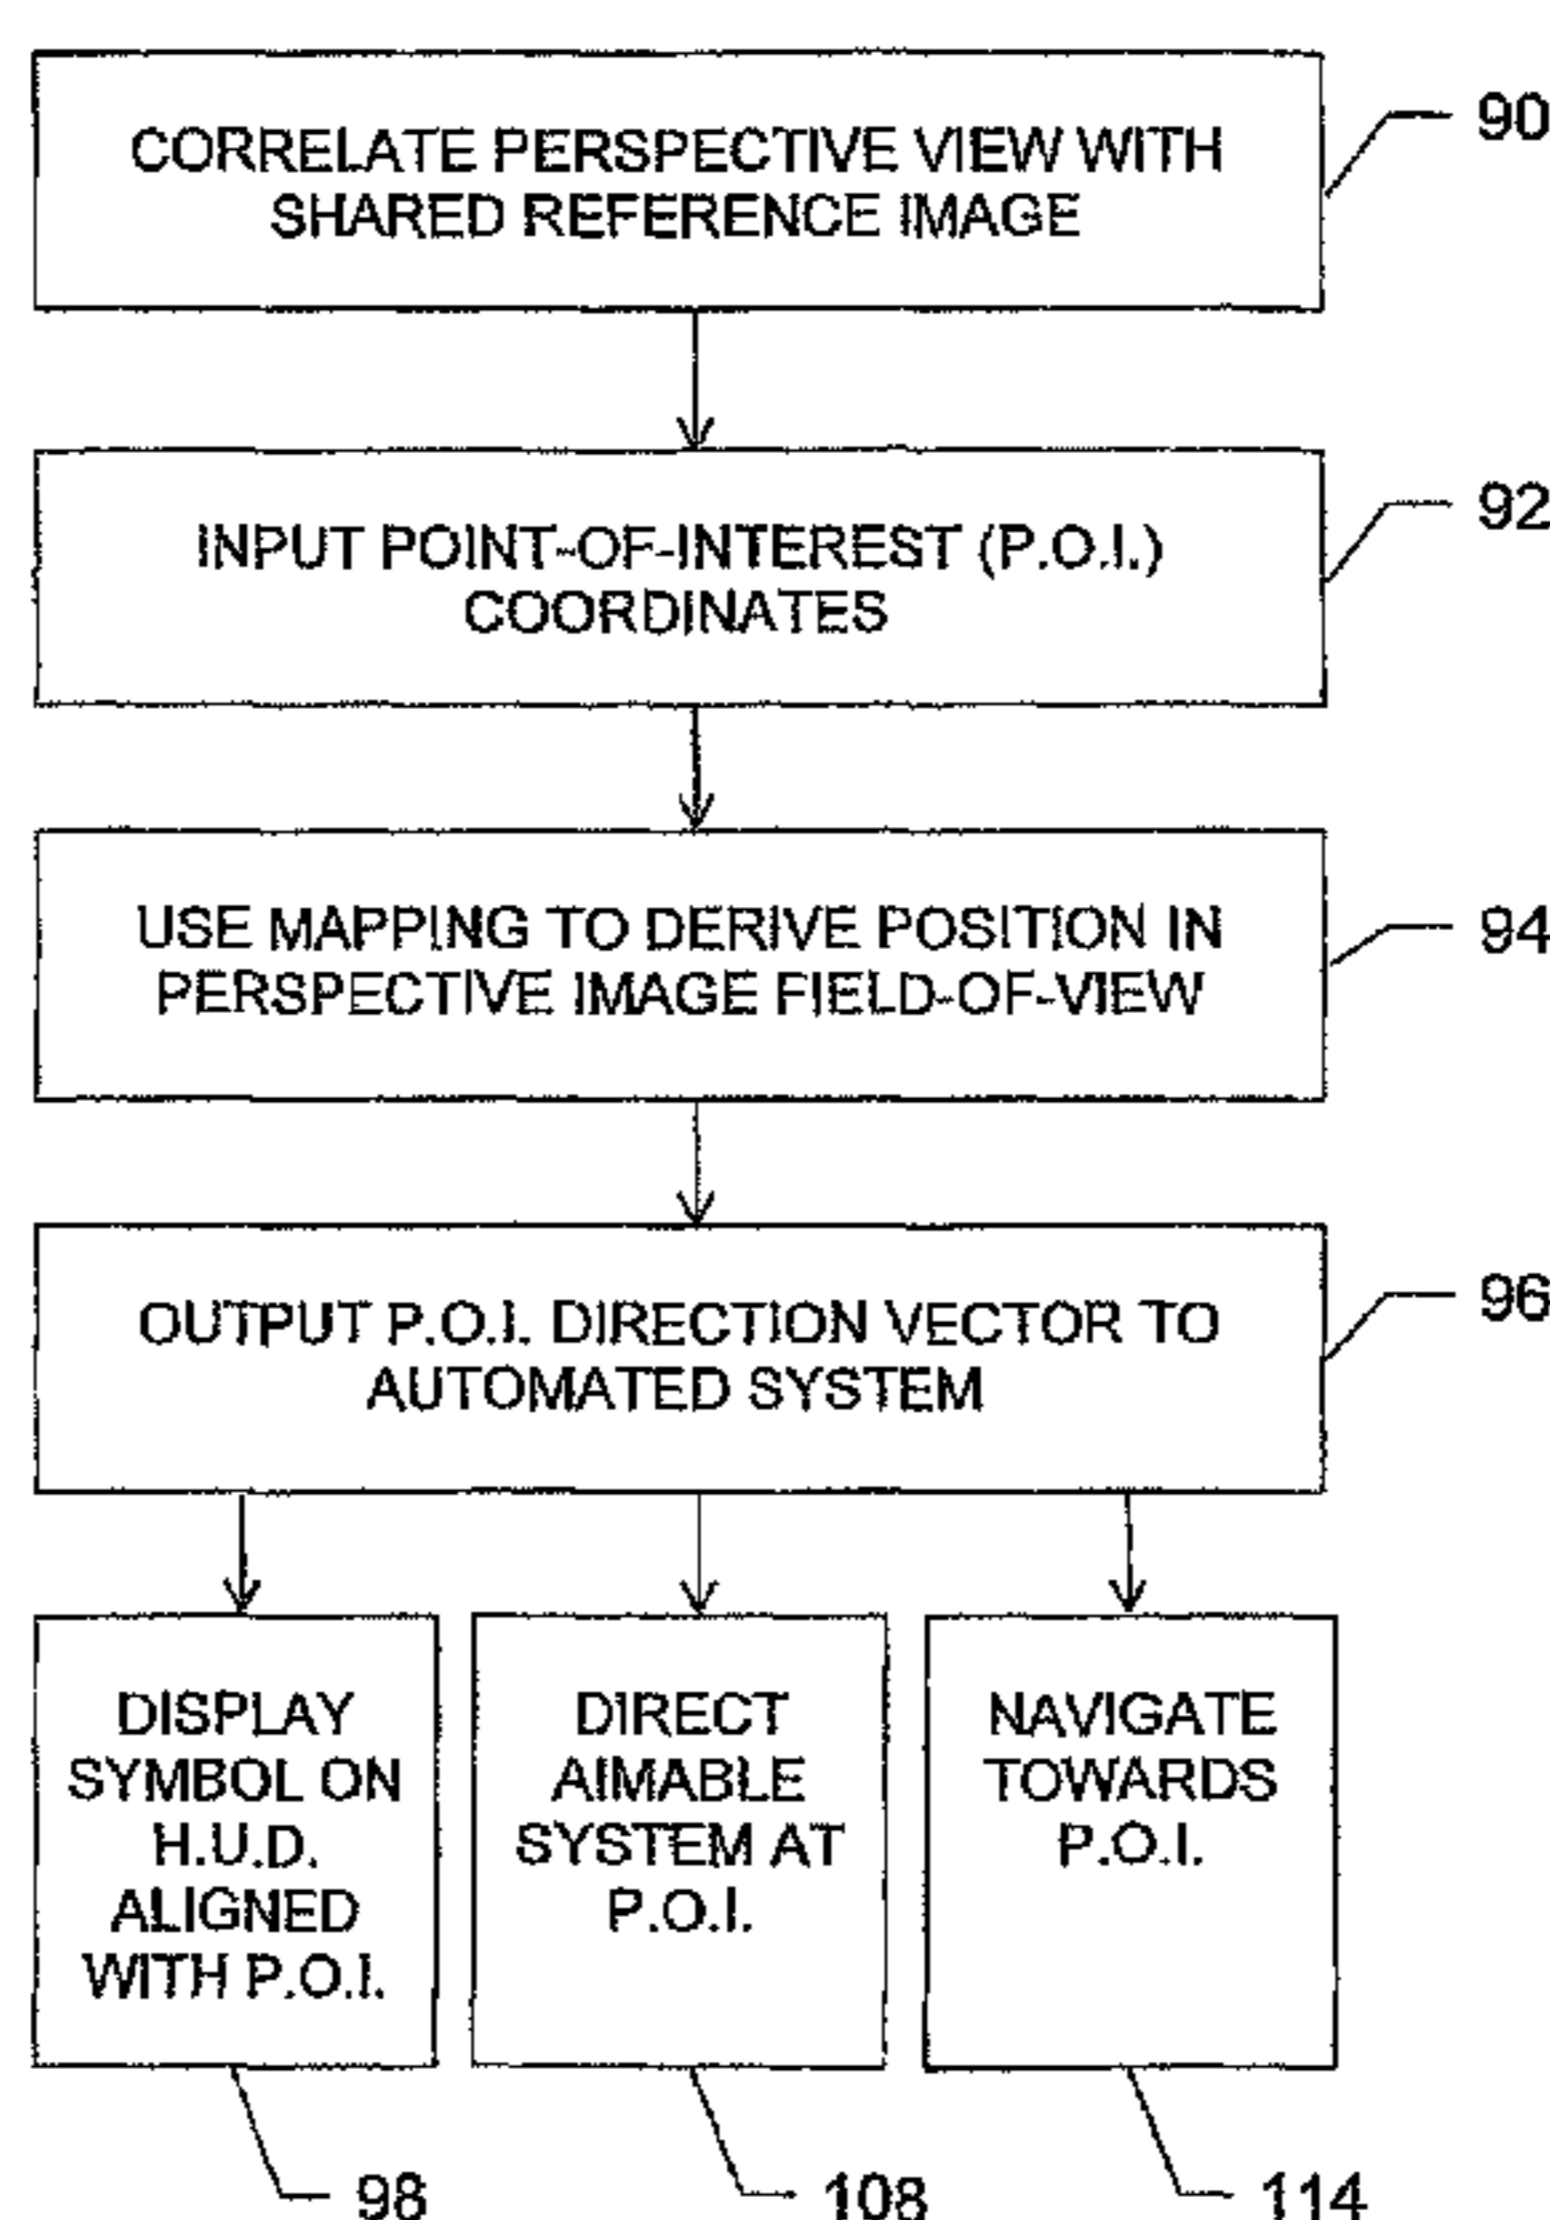 CORRELATE PERSPECTIVE VIEW WITH
SHARED REFERENCE IMAGE
90
INPUT POINT-OF-INTEREST (P.O.I.)
COORDINATES
92
USE MAPPING TO DERIVE POSITION IN
PERSPECTIVE IMAGE FIELD-OF-VIEW
94
OUTPUT P.O.I. DIRECTION VECTOR TO
AUTOMATED SYSTEM
96
DISPLAY
SYMBOL ON
H.U.D.
ALIGNED
WITH P.O.I.
98
DIRECT
AIMABLE
SYSTEM AT
P.O.I.
108
NAVIGATE
TOWARDS
P.O.I.
114